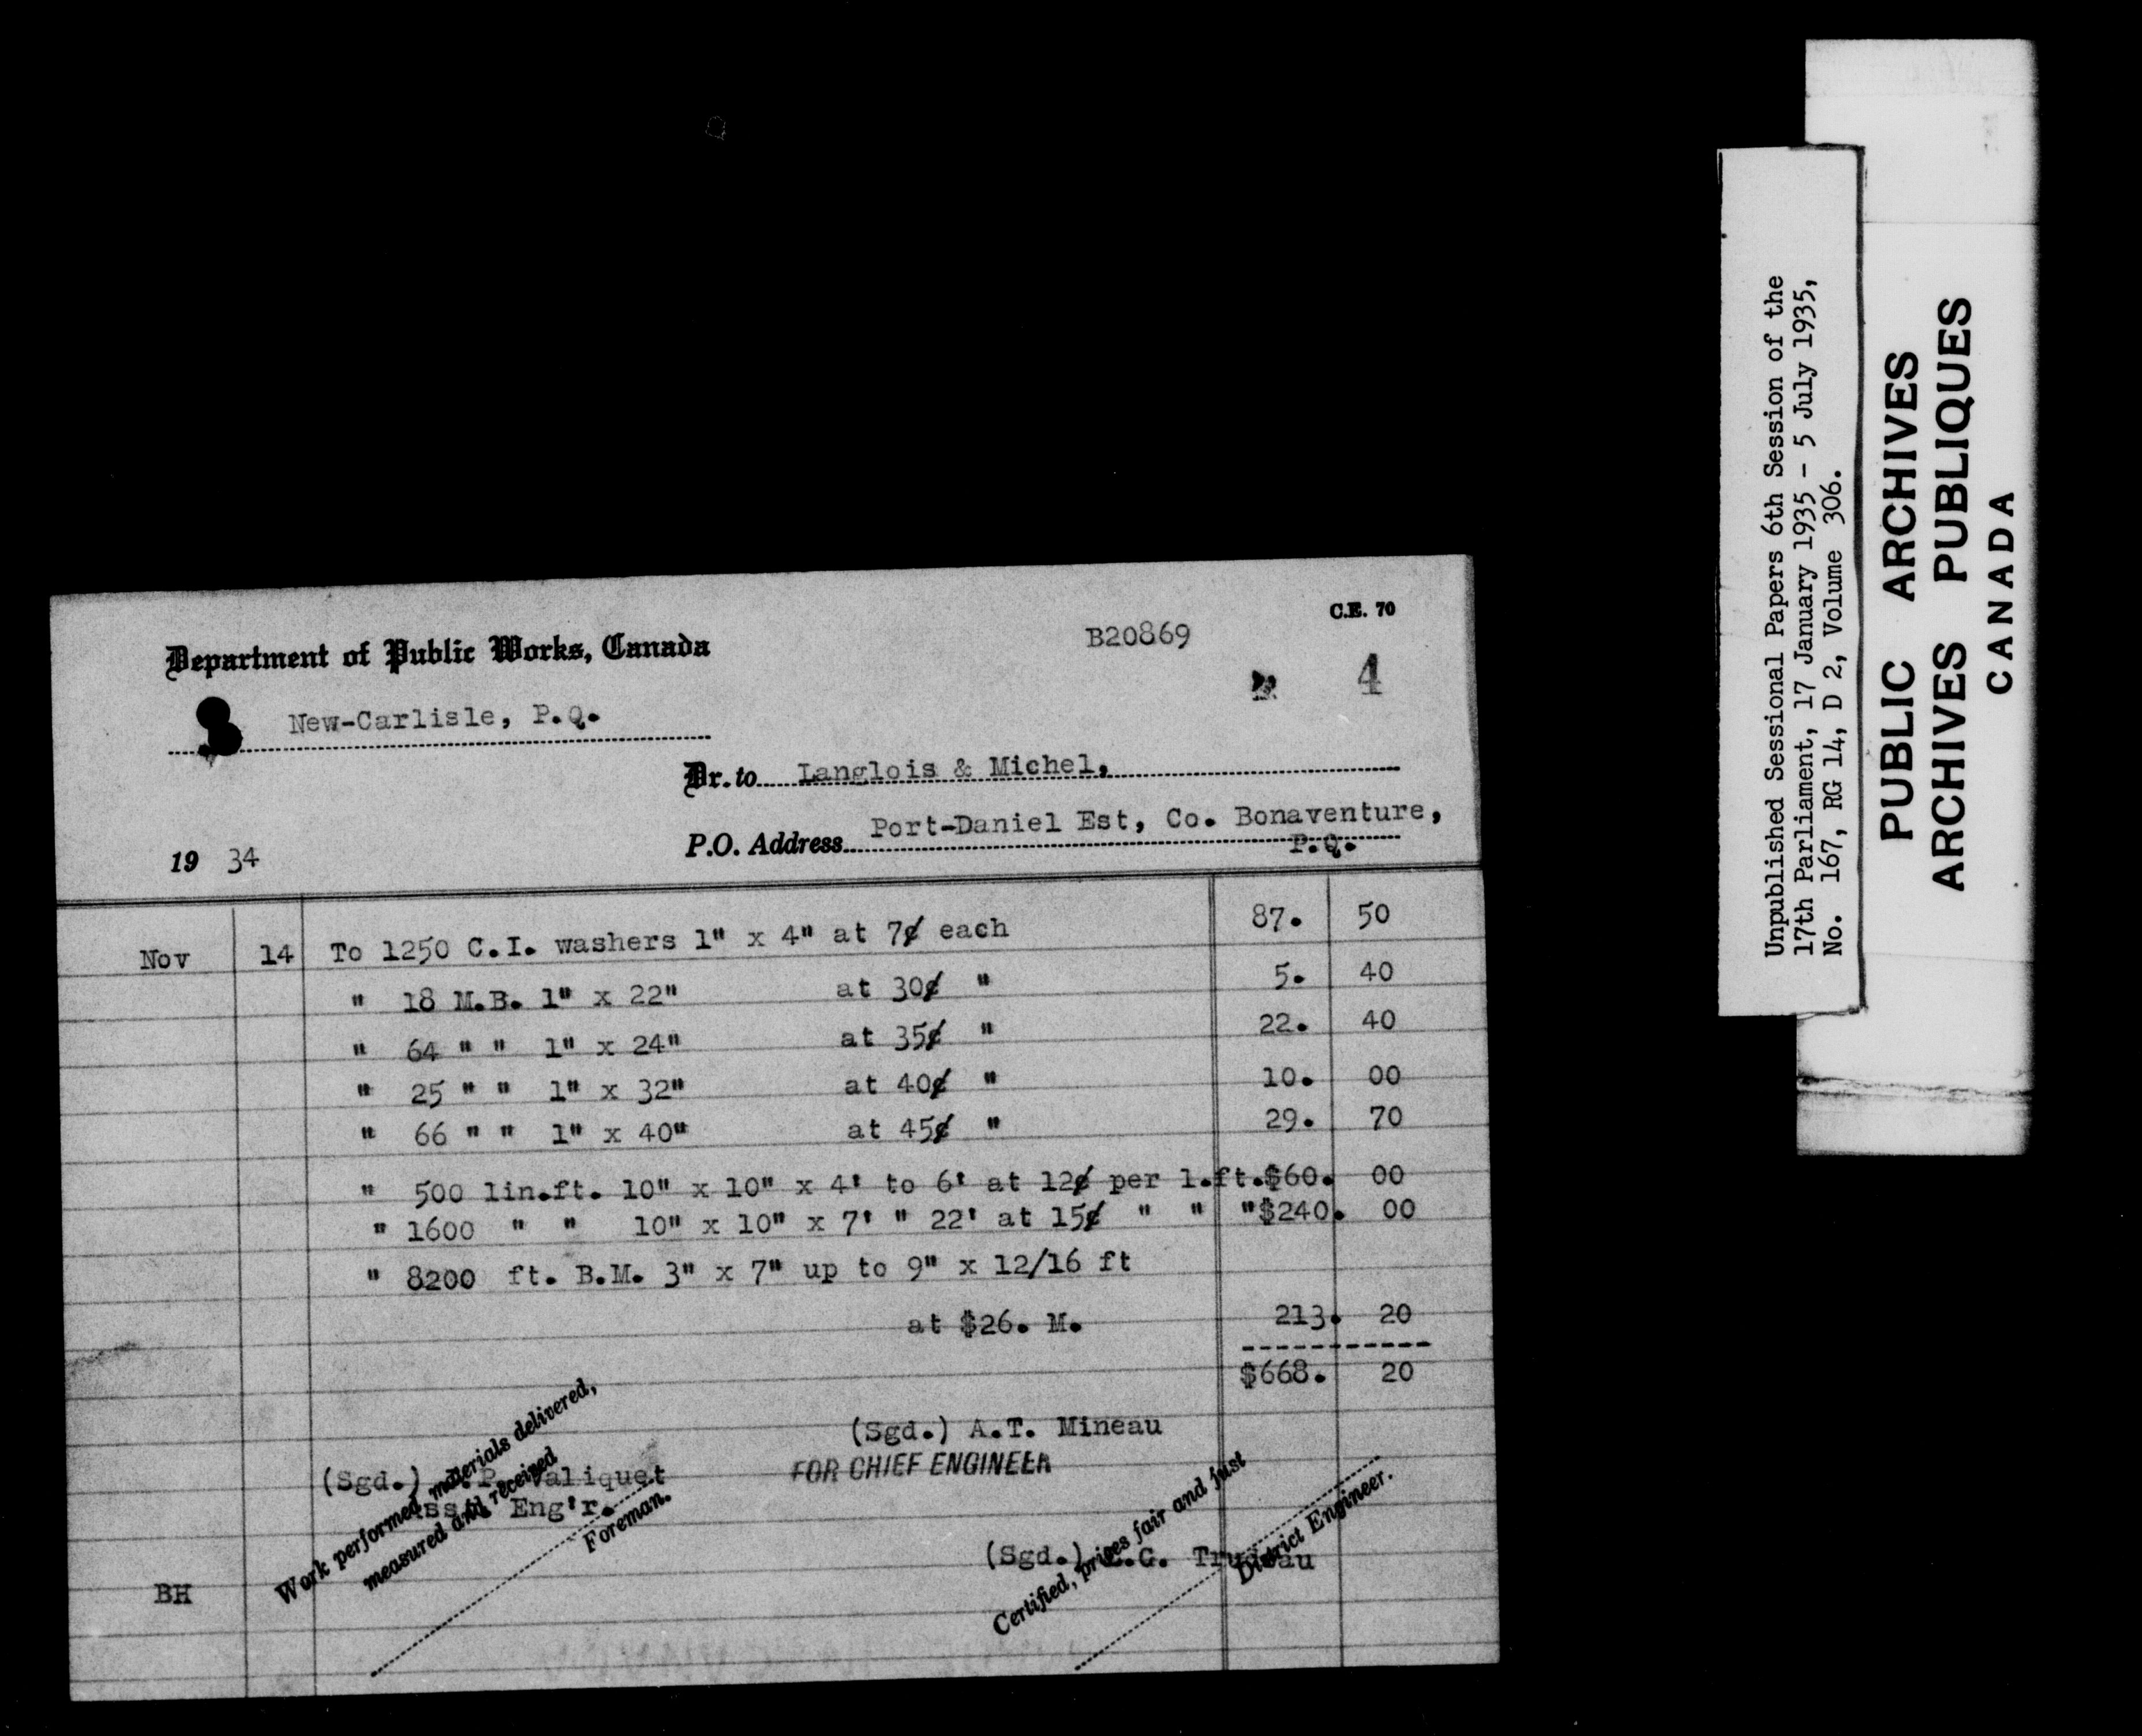 C.E. 70
Department of Public Works, Canada
B20869
4
New-Carlisle, P.Q.
Dr. to Langlois & Michel,
P.O. Address Port-Daniel Est, Co. Bonaventure,
P.Q.
19 34
Nov 14 To 1250 C.I. washers 1" x 4" at 7¢ each 87. 50
" 18 M.B. 1" x 22" at 30¢ " 5. 40
" 64 " " 1" x 24" at 35¢ " 22. 40
" 25 " " 1" x 32" at 40¢ " 10. 00
" 66 " " 1" x 40" at 45¢ " 29. 70
" 500 lin.ft. 10" x 10" x 4' to 6' at 12¢ per l.ft.$60. 00
" 1600 " " 10" x 10" x 7' " 22' at 15¢ " " "$240. 00
" 8200 ft. B.M. 3" x 7" up to 9" x 12/16 ft
at $26. M. 213. 20
$668. 20
(Sgd.) A.T. Mineau
FOR CHIEF ENGINEER
(Sgd.) P. Valiquet
Eng'r.
Work performed, materials delivered,
measured and received
Foreman.
(Sgd.) .C. Trudeau
Certified, prices fair and just
District Engineer.
BH
Unpublished Sessional Papers 6th Session of the
17th Parliament, 17 January 1935 - 5 July 1935,
No. 167, RG 14, D 2, Volume 306.
PUBLIC ARCHIVES
ARCHIVES PUBLIQUES
CANADA